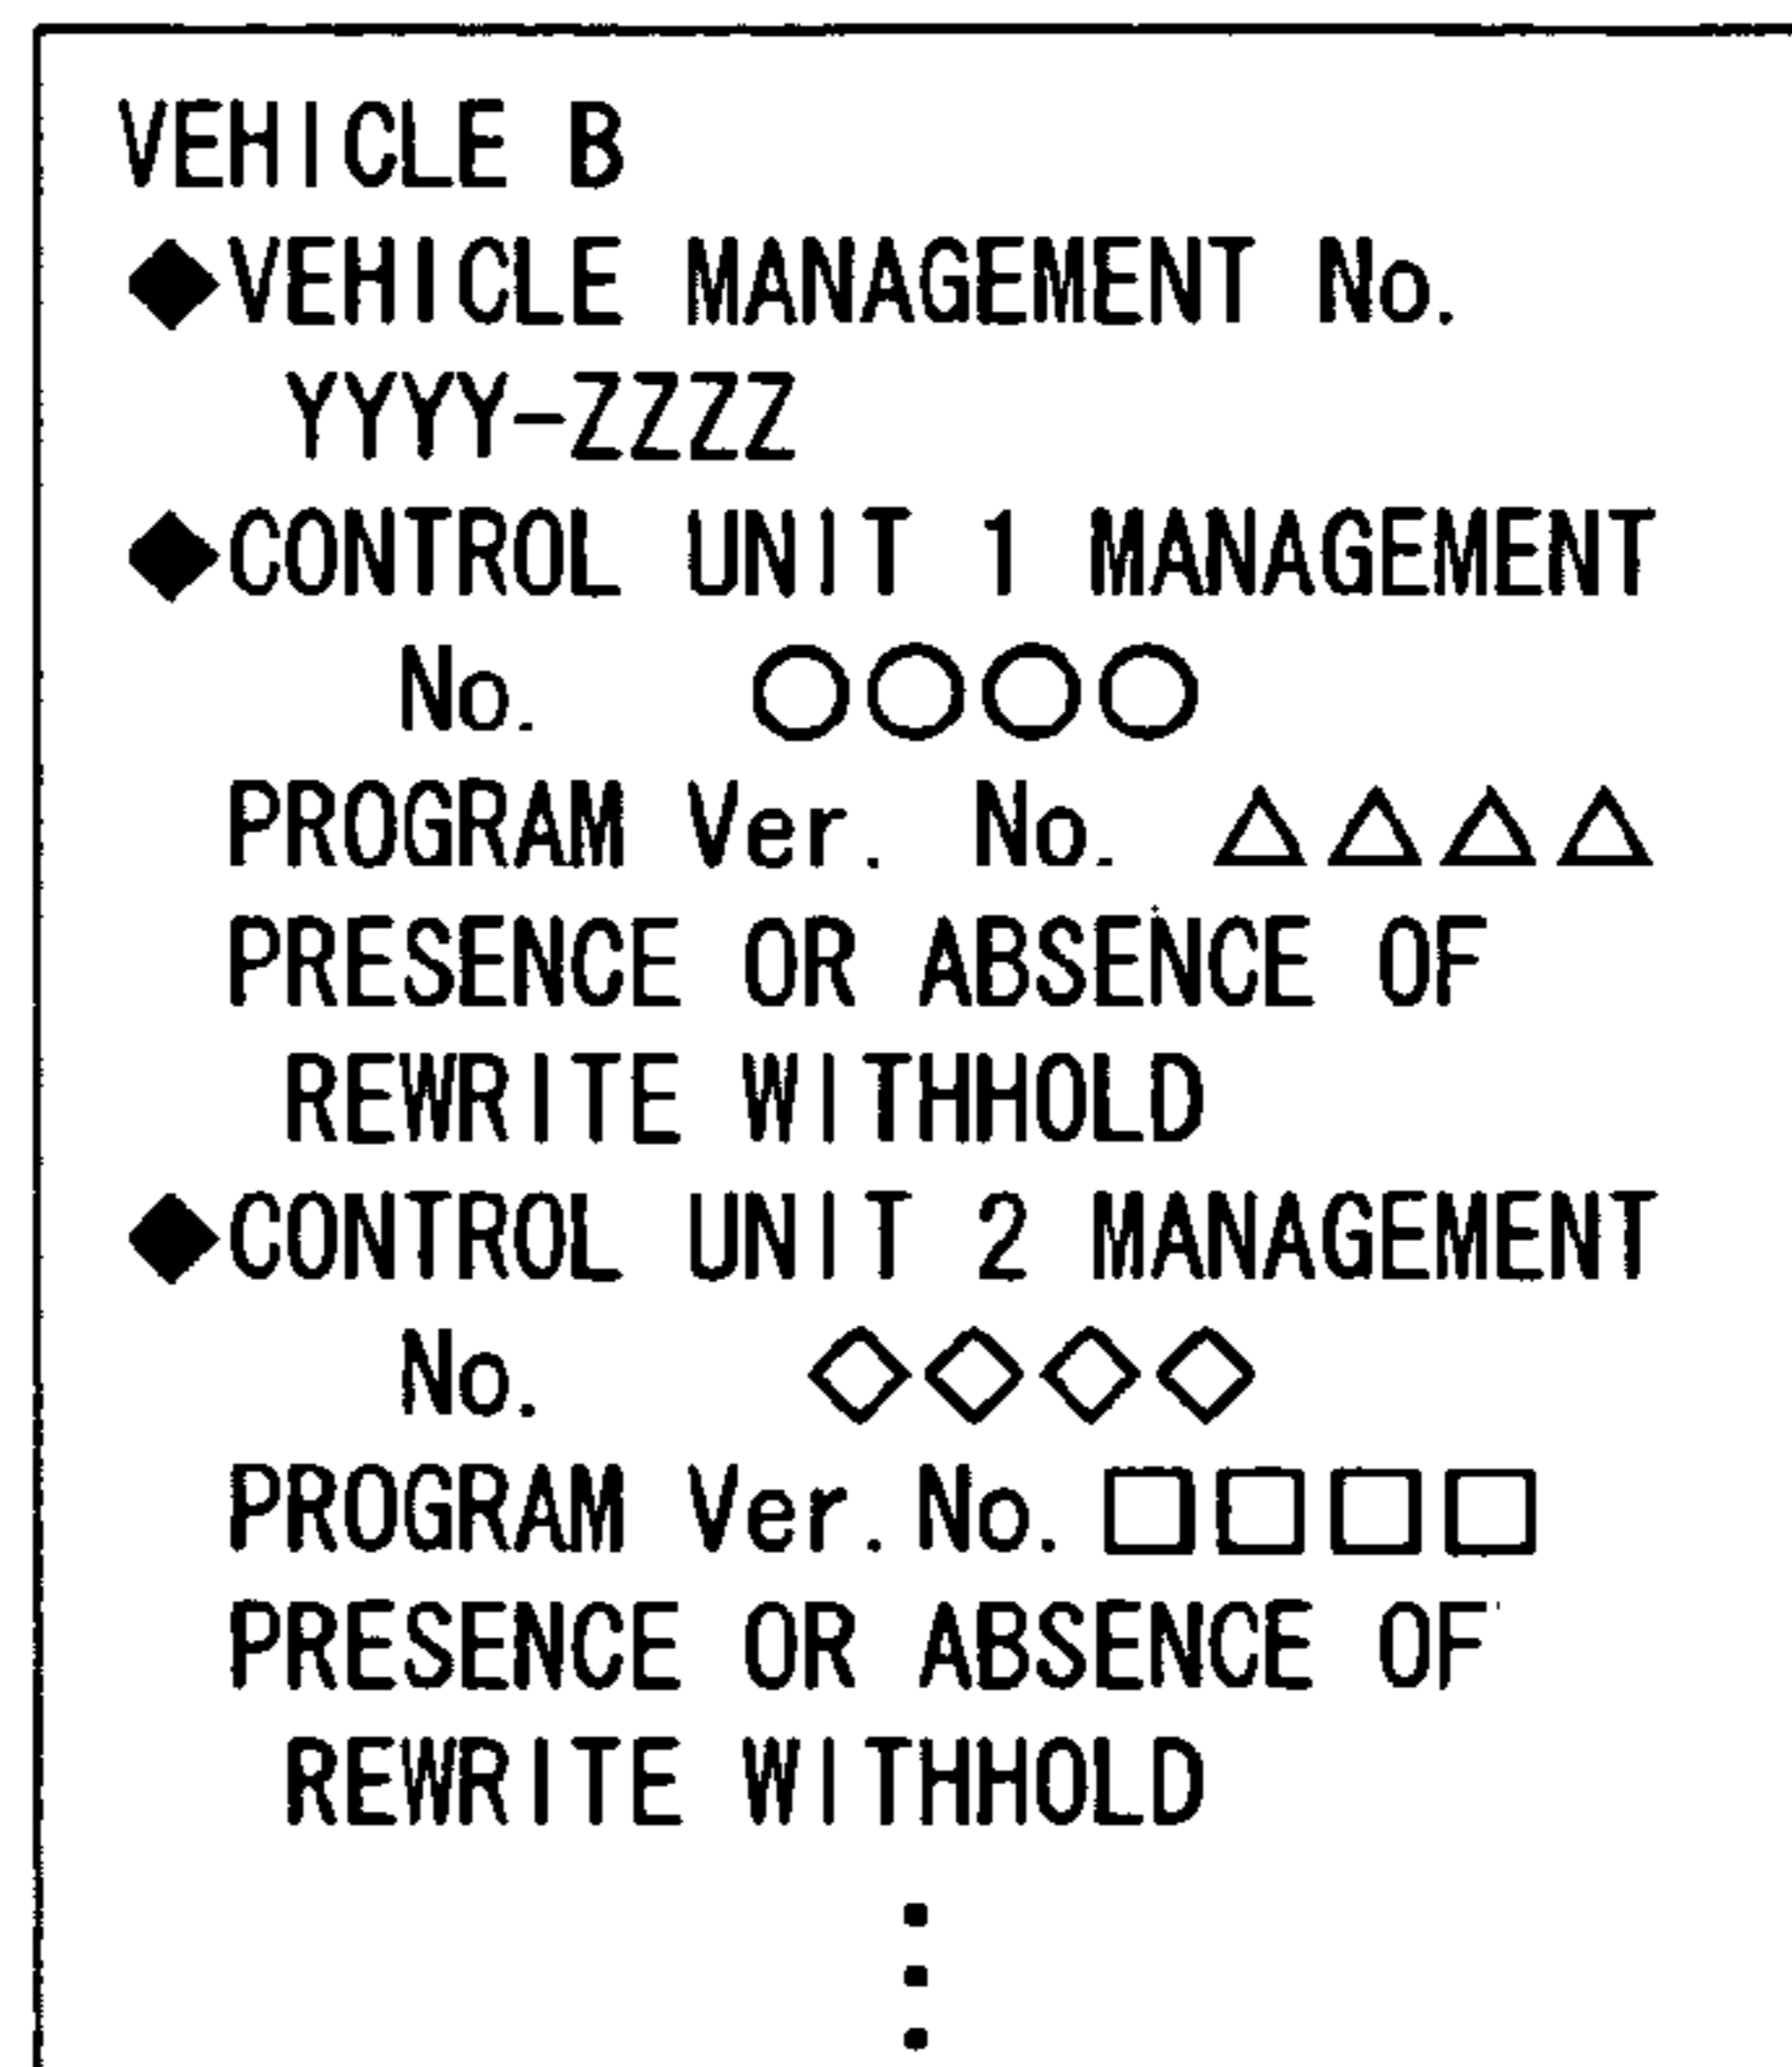 VEHICLE B
◆VEHICLE MANAGEMENT No.
YYYY-ZZZZ
◆CONTROL UNIT 1 MANAGEMENT
No. ○○○○
PROGRAM Ver. No. △△△△
PRESENCE OR ABSENCE OF
REWRITE WITHHOLD
◆CONTROL UNIT 2 MANAGEMENT
No. ◇◇◇◇
PROGRAM Ver.No.□□□□
PRESENCE OR ABSENCE OF
REWRITE WITHHOLD